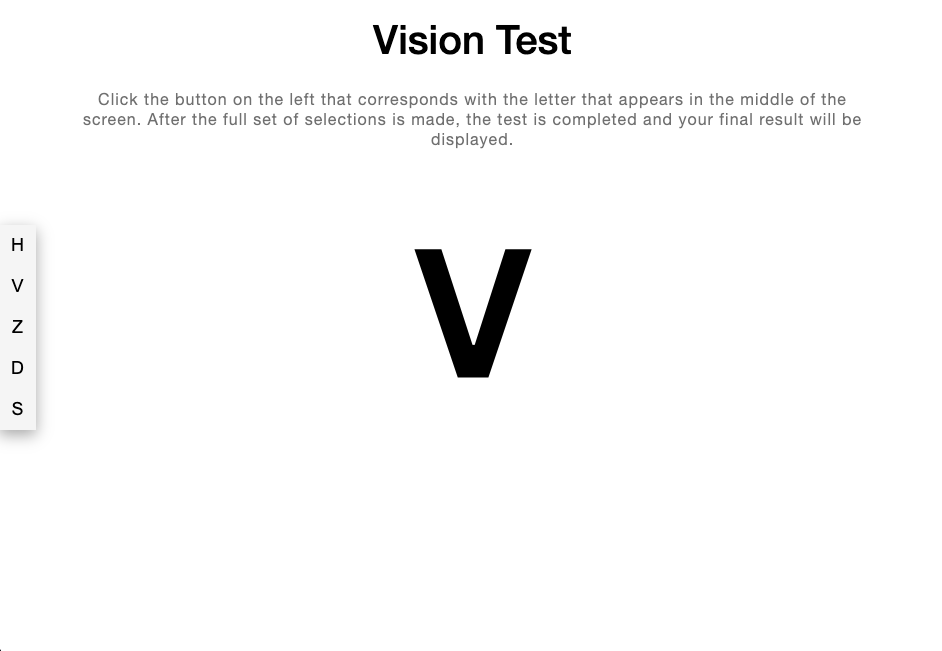 Vision Test
Click the button on the left that corresponds with the letter that appears in the middle of the
screen. After the full set of selections is made, the test is completed and your final result will be
displayed.
H
V
Z
D
S
V